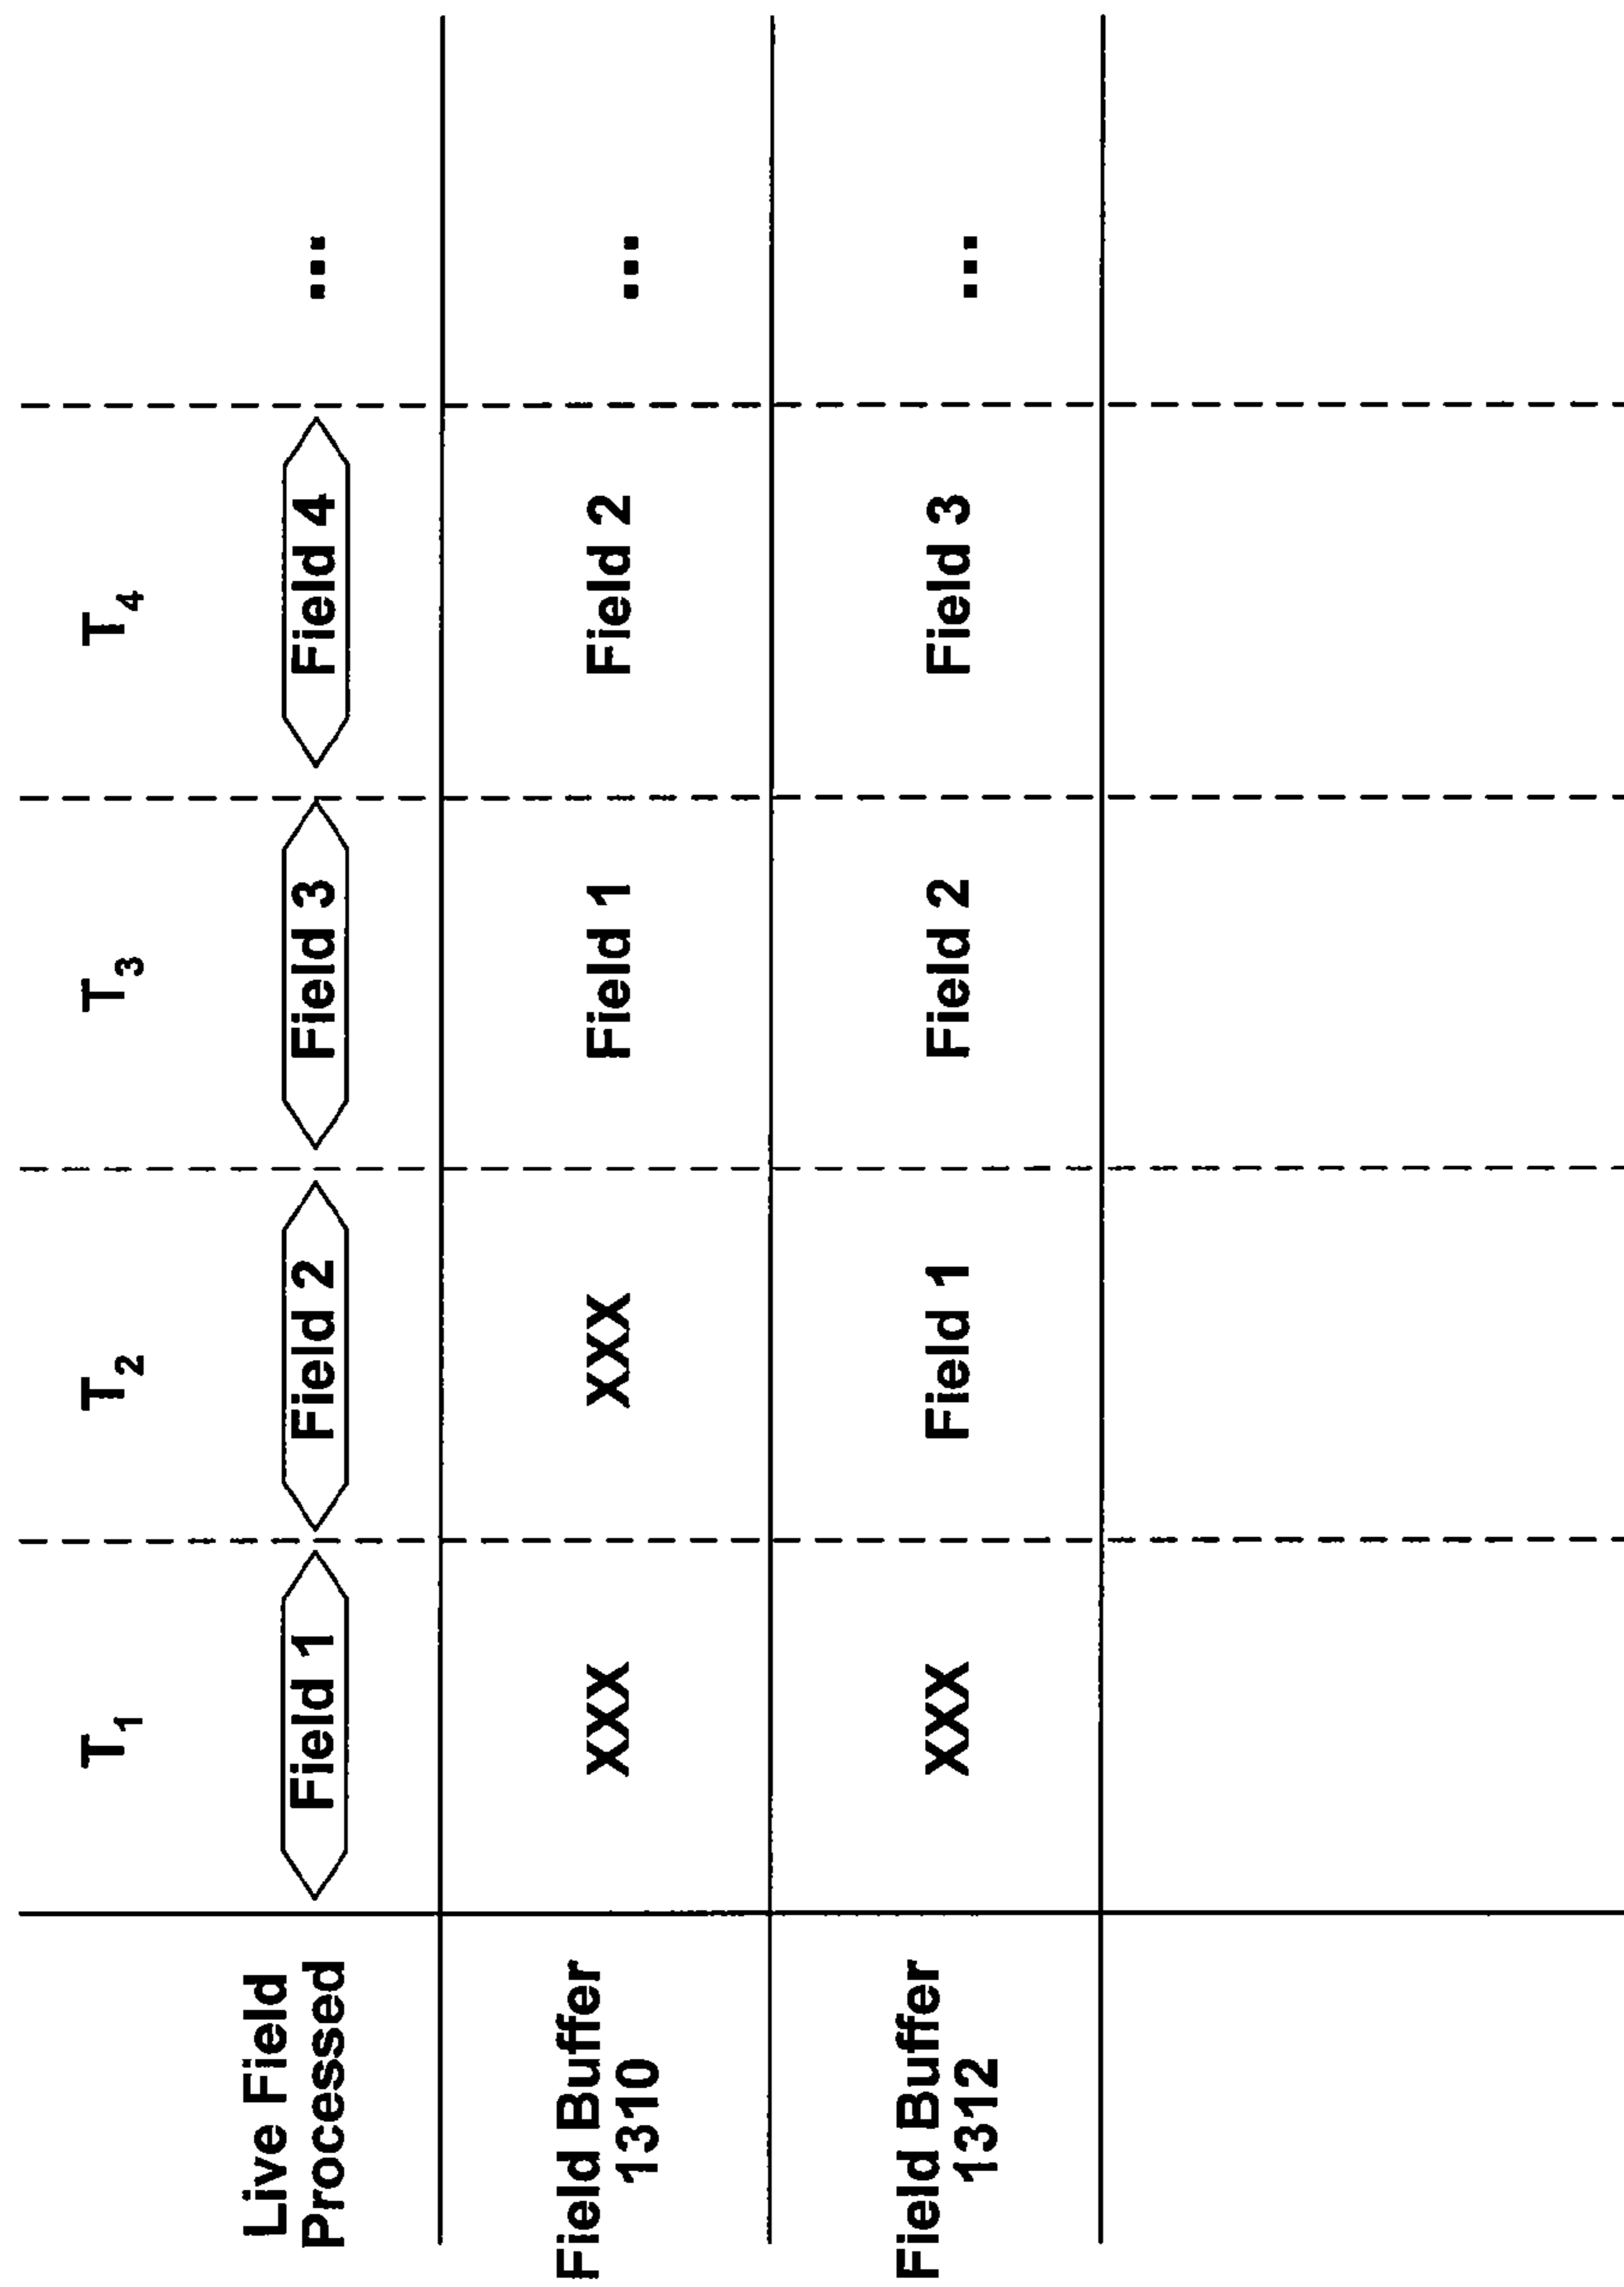 T1 T2 T3 T4
Live Field
Processed
Field 1 Field 2 Field 3 Field 4 ...
Field Buffer
1310
XXX XXX Field 1 Field 2 ...
Field Buffer
1312
XXX Field 1 Field 2 Field 3 ...